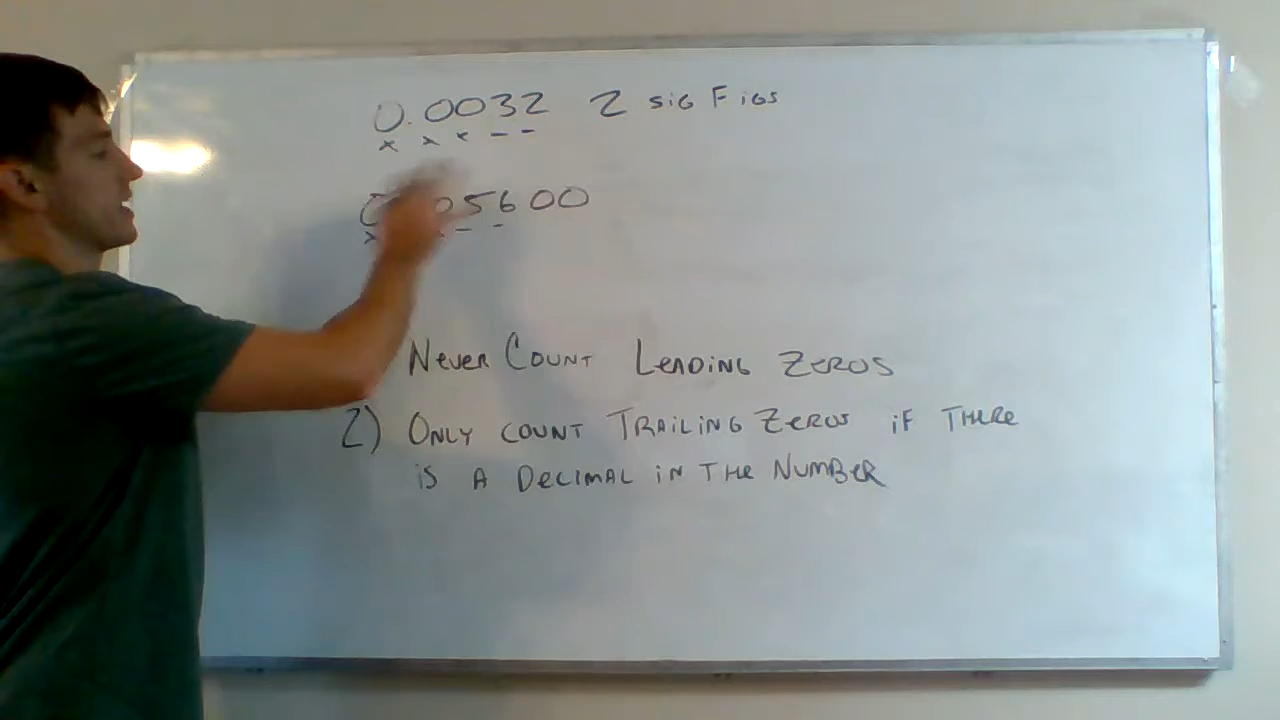 0.0032 2 sig Figs
05600
Never Count Leading Zeros
2) Only count Trailing Zeros if There
is a Decimal in the Number